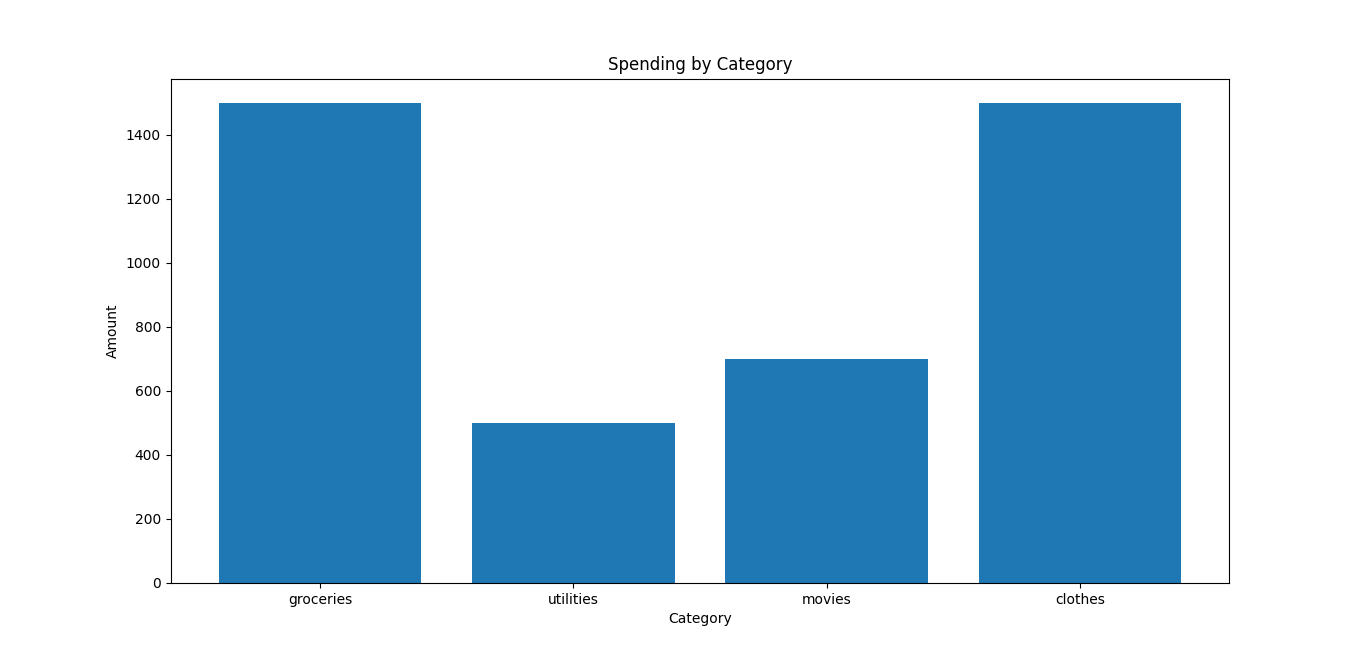 Spending by Category
1400
1200
1000
800
600
400
200
0
Amount
groceries utilities movies clothes
Category